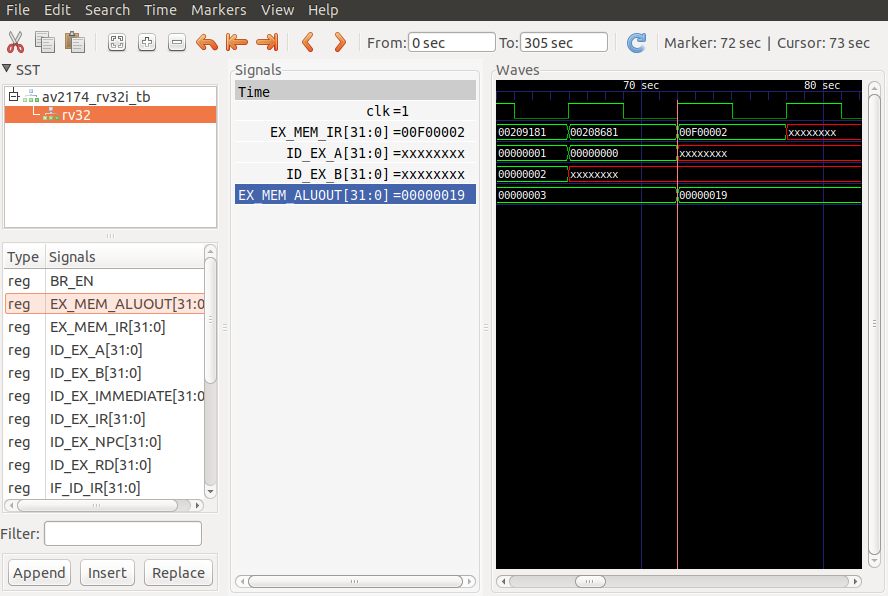 File Edit Search Time Markers View Help
From: 0 sec To: 305 sec Marker: 72 sec | Cursor: 73 sec
SST
av2174_rv32i_tb
rv32
Type Signals
reg BR_EN
reg EX_MEM_ALUOUT[31:0
reg EX_MEM_IR[31:0]
reg ID_EX_A[31:0]
reg ID_EX_B[31:0]
reg ID_EX_IMMEDIATE[31:0
reg ID_EX_IR[31:0]
reg ID_EX_NPC[31:0]
reg ID_EX_RD[31:0]
reg IF_ID_IR[31:0]
Filter:
Append Insert Replace
Signals
Time
clk =1
EX_MEM_IR[31:0] =00F00002
ID_EX_A[31:0] =xxxxxxxx
ID_EX_B[31:0] =xxxxxxxx
EX_MEM_ALUOUT[31:0] =00000019
Waves
70 sec 80 sec
00209181 00208681 00F00002 xxxxxxxx
00000001 00000000 xxxxxxxx
00000002 xxxxxxxx
00000003 00000019